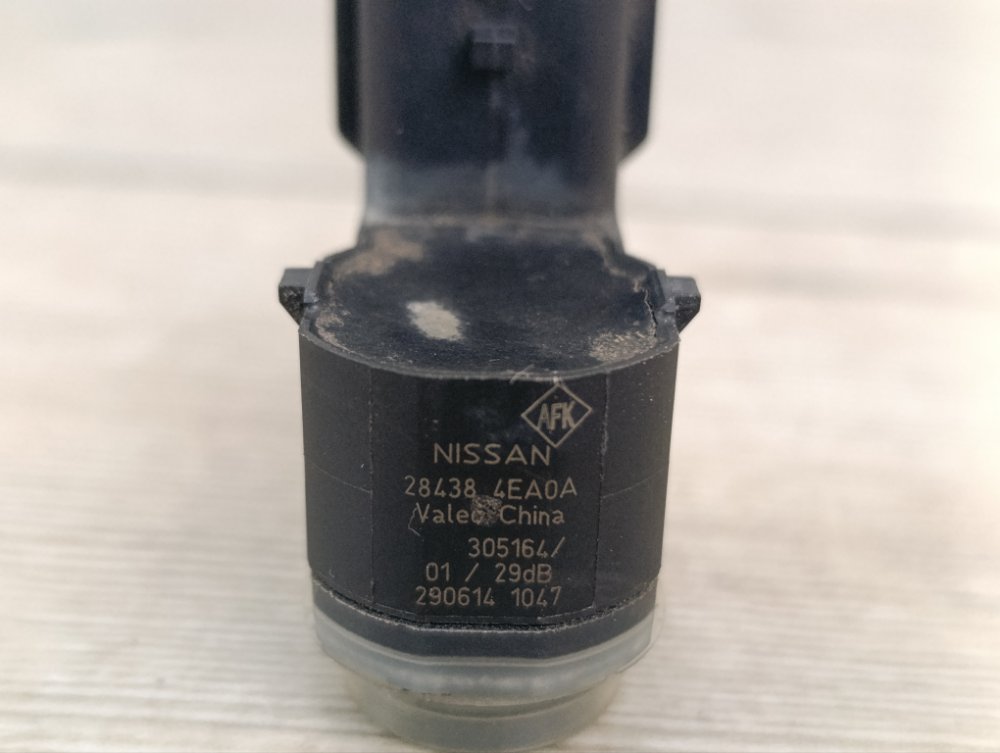 AFK
NISSAN
28438 4EA0A
Valeo China
305164/
01 / 29dB
290614 1047